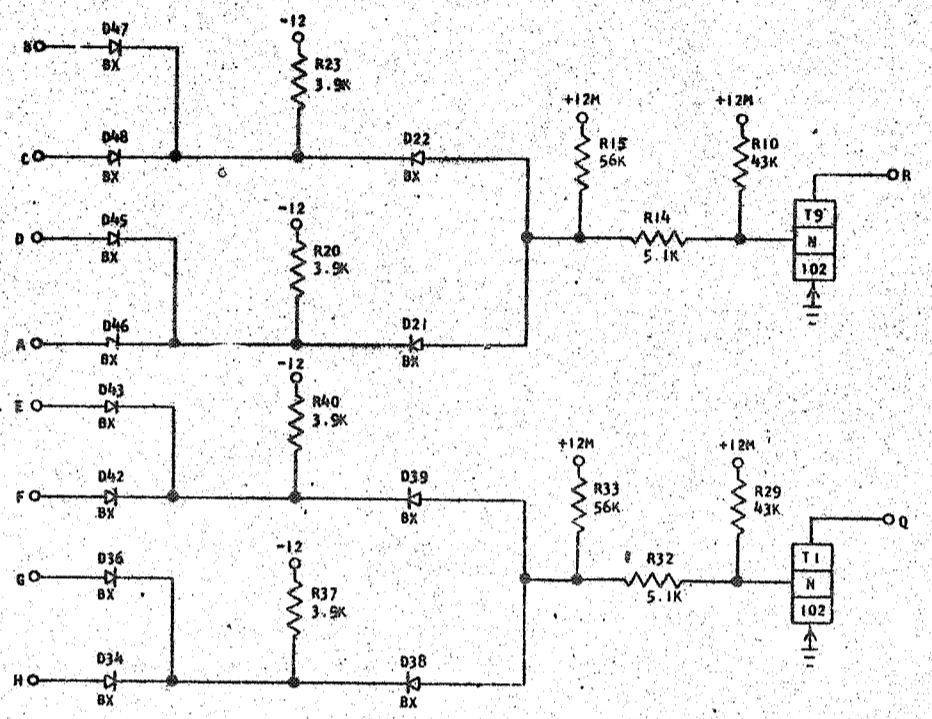 D47
B
BX
-12
R23
3.9K
D48
C
BX
D22
BX
+12M
R15
56K
+12M
R10
43K
R
R14
5.1K
T9
N
102
D45
D
BX
-12
R20
3.9K
D46
A
BX
D21
BX
D43
E
BX
-12
R40
3.9K
D42
F
BX
D39
BX
+12M
R33
56K
+12M
R29
43K
Q
R32
5.1K
T1
N
102
D36
G
BX
-12
R37
3.9K
D34
H
BX
D38
BX